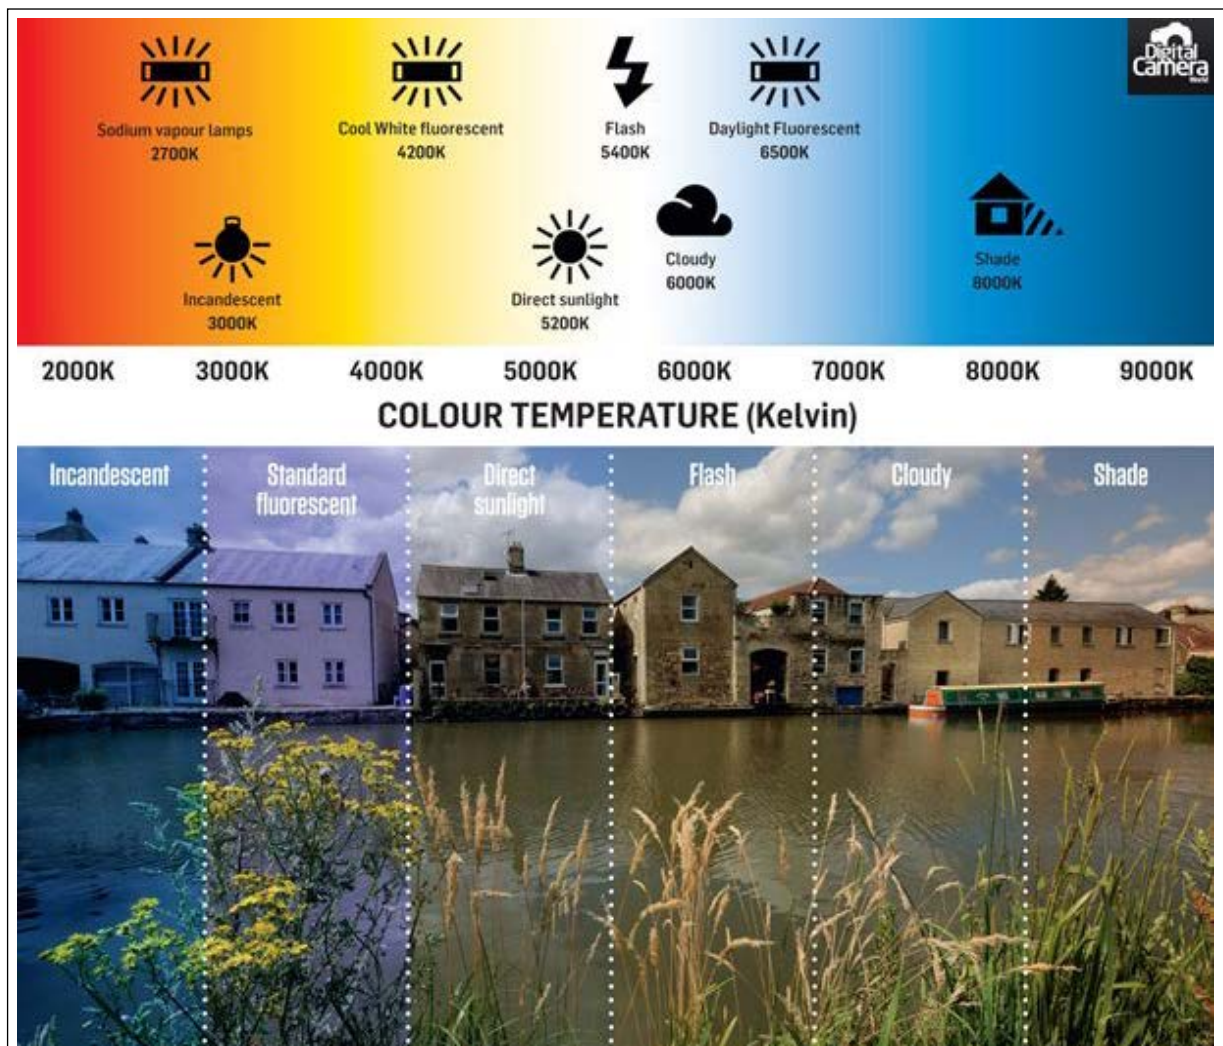 Digital
Camera
World
Sodium vapour lamps
2700K
Cool White fluorescent
4200K
Flash
5400K
Daylight Fluorescent
6500K
Incandescent
3000K
Direct sunlight
5200K
Cloudy
6000K
Shade
8000K
2000K 3000K 4000K 5000K 6000K 7000K 8000K 9000K
COLOUR TEMPERATURE (Kelvin)
Incandescent
Standard
fluorescent
Direct
sunlight
Flash
Cloudy
Shade